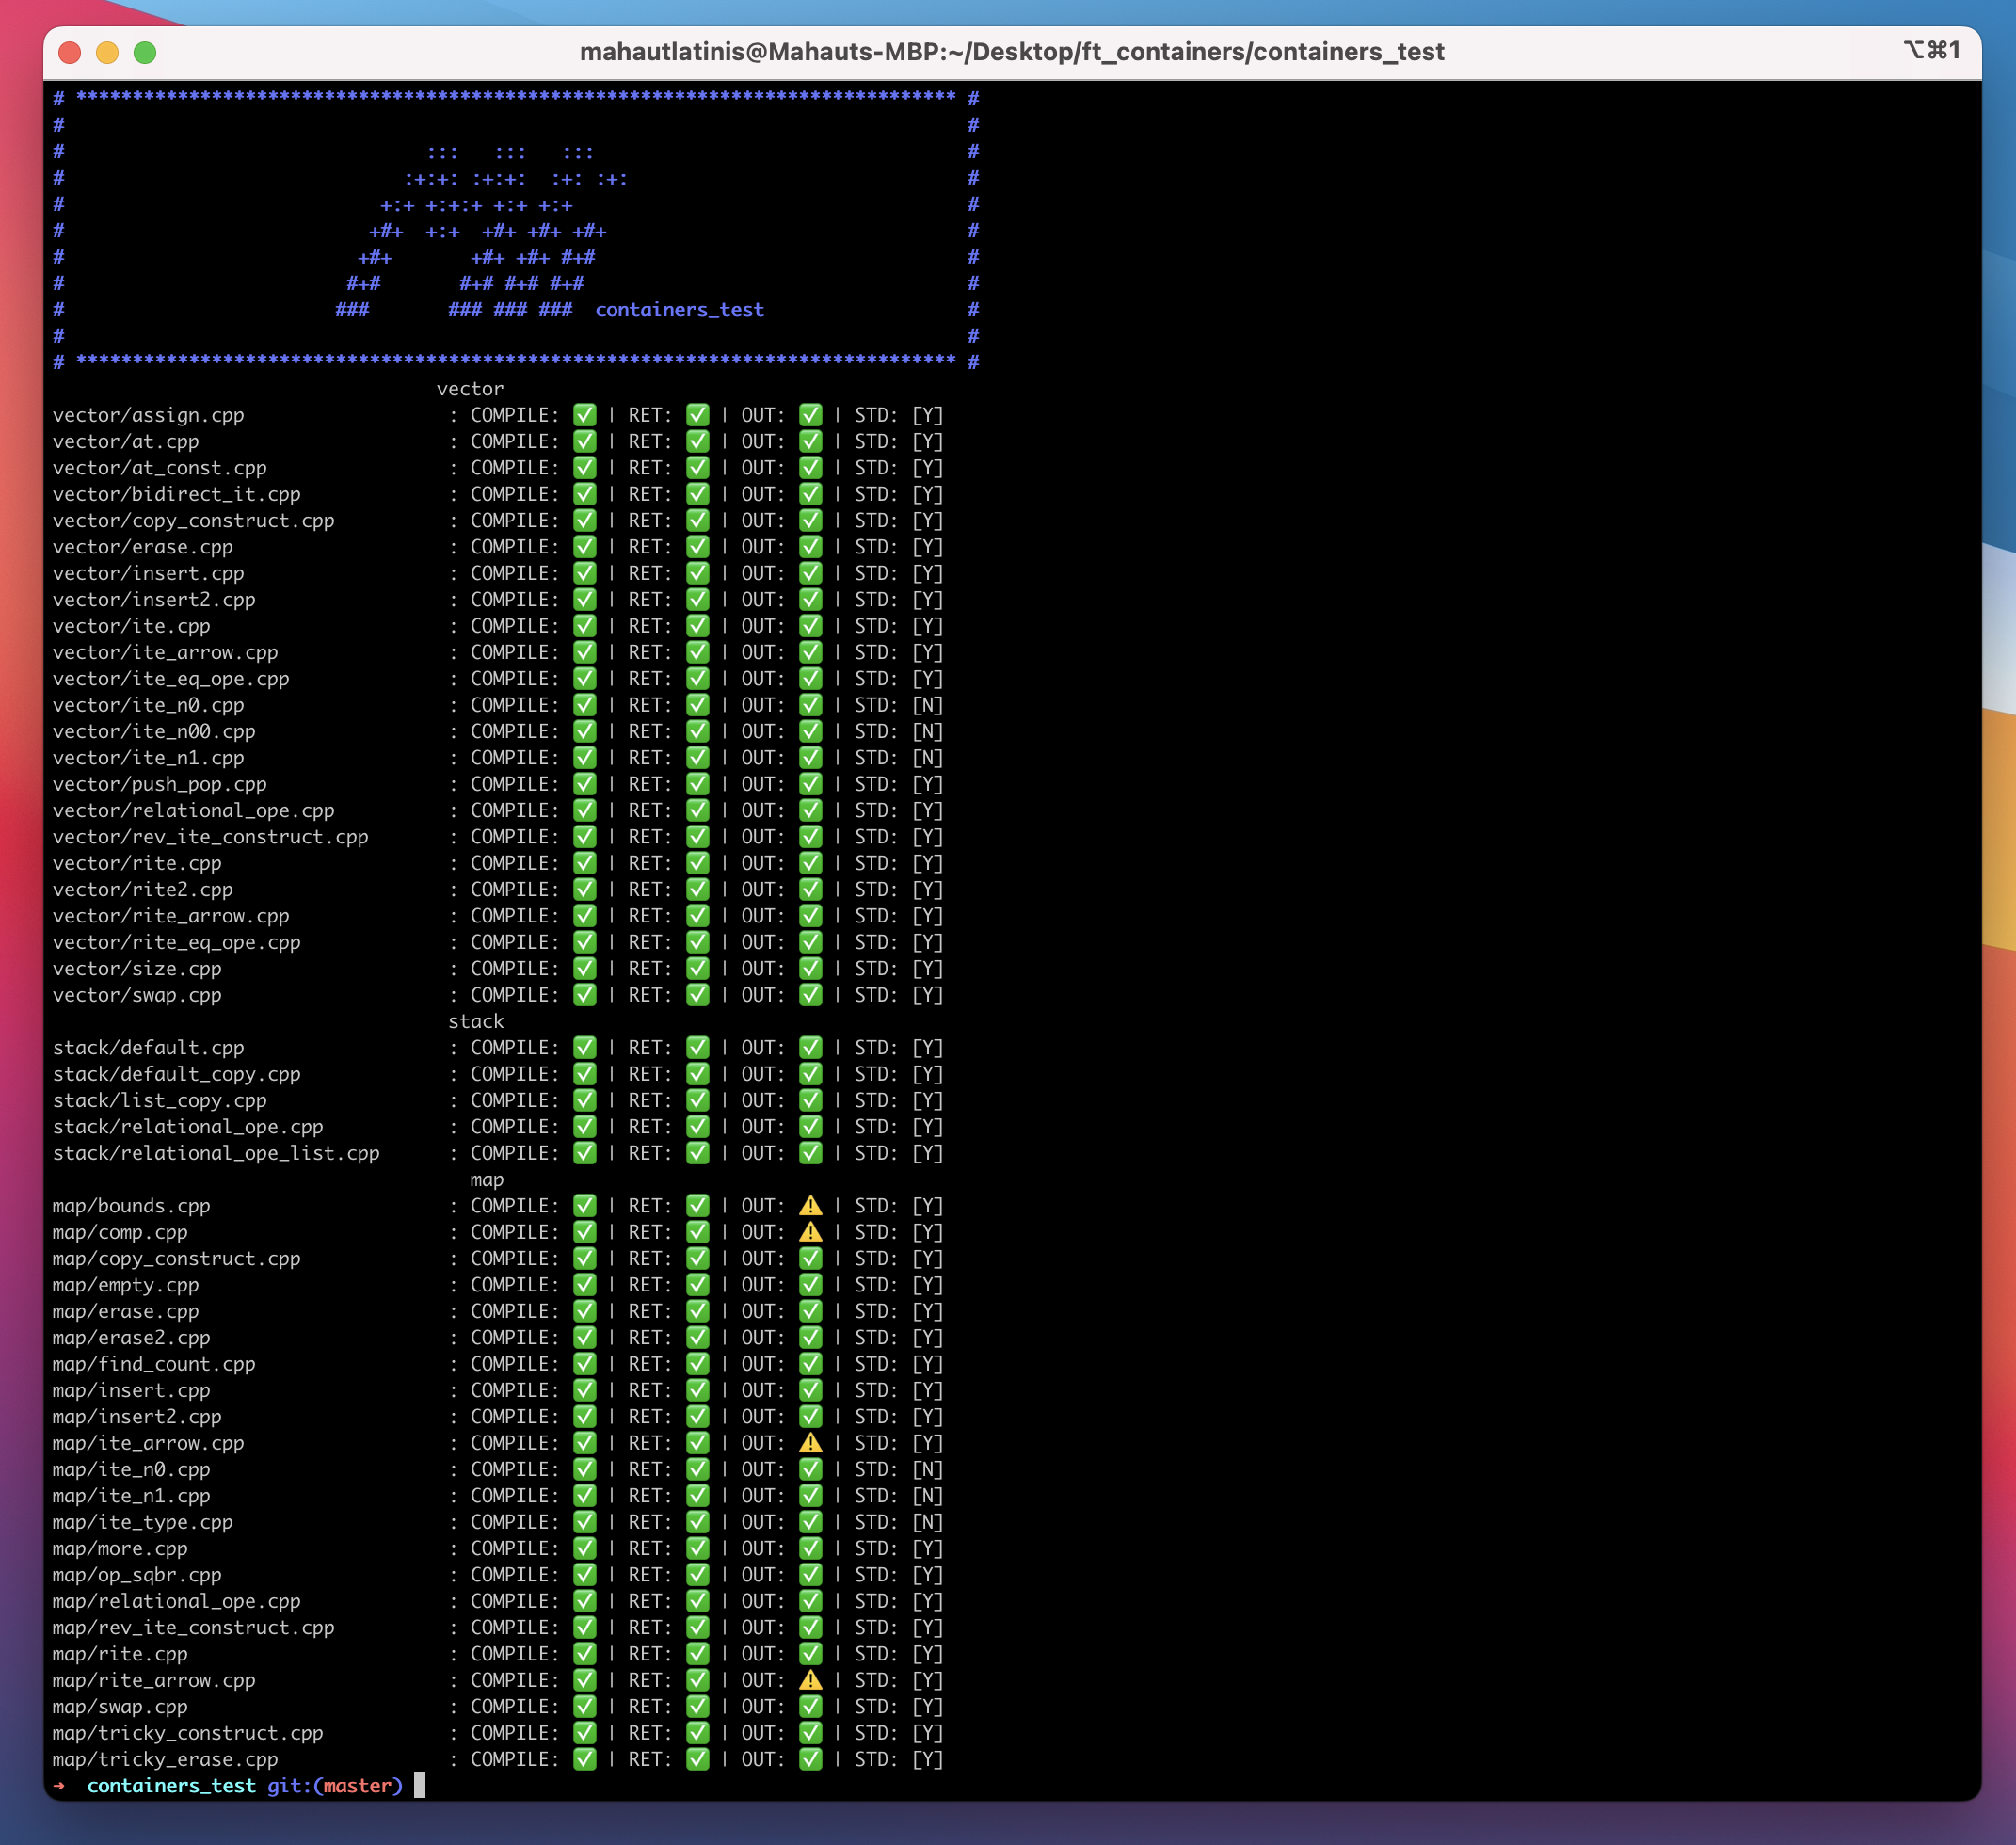 mahautlatinis@Mahauts-MBP:~/Desktop/ft_containers/containers_test ⌥⌘1
# ****************************************************************************** #
#                                                                                #
#                                :::   :::   :::                                 #
#                              :+:+: :+:+:  :+: :+:                              #
#                            +:+ +:+:+ +:+ +:+                                   #
#                           +#+  +:+  +#+ +#+ +#+                                #
#                          +#+       +#+ +#+ #+#                                 #
#                         #+#       #+# #+# #+#                                  #
#                        ###       ### ### ###  containers_test                  #
#                                                                                #
# ****************************************************************************** #
                                  vector
vector/assign.cpp                  : COMPILE: ✅ | RET: ✅ | OUT: ✅ | STD: [Y]
vector/at.cpp                      : COMPILE: ✅ | RET: ✅ | OUT: ✅ | STD: [Y]
vector/at_const.cpp                : COMPILE: ✅ | RET: ✅ | OUT: ✅ | STD: [Y]
vector/bidirect_it.cpp             : COMPILE: ✅ | RET: ✅ | OUT: ✅ | STD: [Y]
vector/copy_construct.cpp          : COMPILE: ✅ | RET: ✅ | OUT: ✅ | STD: [Y]
vector/erase.cpp                   : COMPILE: ✅ | RET: ✅ | OUT: ✅ | STD: [Y]
vector/insert.cpp                  : COMPILE: ✅ | RET: ✅ | OUT: ✅ | STD: [Y]
vector/insert2.cpp                 : COMPILE: ✅ | RET: ✅ | OUT: ✅ | STD: [Y]
vector/ite.cpp                     : COMPILE: ✅ | RET: ✅ | OUT: ✅ | STD: [Y]
vector/ite_arrow.cpp               : COMPILE: ✅ | RET: ✅ | OUT: ✅ | STD: [Y]
vector/ite_eq_ope.cpp              : COMPILE: ✅ | RET: ✅ | OUT: ✅ | STD: [Y]
vector/ite_n0.cpp                  : COMPILE: ✅ | RET: ✅ | OUT: ✅ | STD: [N]
vector/ite_n00.cpp                 : COMPILE: ✅ | RET: ✅ | OUT: ✅ | STD: [N]
vector/ite_n1.cpp                  : COMPILE: ✅ | RET: ✅ | OUT: ✅ | STD: [N]
vector/push_pop.cpp                : COMPILE: ✅ | RET: ✅ | OUT: ✅ | STD: [Y]
vector/relational_ope.cpp          : COMPILE: ✅ | RET: ✅ | OUT: ✅ | STD: [Y]
vector/rev_ite_construct.cpp       : COMPILE: ✅ | RET: ✅ | OUT: ✅ | STD: [Y]
vector/rite.cpp                    : COMPILE: ✅ | RET: ✅ | OUT: ✅ | STD: [Y]
vector/rite2.cpp                   : COMPILE: ✅ | RET: ✅ | OUT: ✅ | STD: [Y]
vector/rite_arrow.cpp              : COMPILE: ✅ | RET: ✅ | OUT: ✅ | STD: [Y]
vector/rite_eq_ope.cpp             : COMPILE: ✅ | RET: ✅ | OUT: ✅ | STD: [Y]
vector/size.cpp                    : COMPILE: ✅ | RET: ✅ | OUT: ✅ | STD: [Y]
vector/swap.cpp                    : COMPILE: ✅ | RET: ✅ | OUT: ✅ | STD: [Y]
                                   stack
stack/default.cpp                  : COMPILE: ✅ | RET: ✅ | OUT: ✅ | STD: [Y]
stack/default_copy.cpp             : COMPILE: ✅ | RET: ✅ | OUT: ✅ | STD: [Y]
stack/list_copy.cpp                : COMPILE: ✅ | RET: ✅ | OUT: ✅ | STD: [Y]
stack/relational_ope.cpp           : COMPILE: ✅ | RET: ✅ | OUT: ✅ | STD: [Y]
stack/relational_ope_list.cpp      : COMPILE: ✅ | RET: ✅ | OUT: ✅ | STD: [Y]
                                     map
map/bounds.cpp                     : COMPILE: ✅ | RET: ✅ | OUT: ⚠️ | STD: [Y]
map/comp.cpp                       : COMPILE: ✅ | RET: ✅ | OUT: ⚠️ | STD: [Y]
map/copy_construct.cpp             : COMPILE: ✅ | RET: ✅ | OUT: ✅ | STD: [Y]
map/empty.cpp                      : COMPILE: ✅ | RET: ✅ | OUT: ✅ | STD: [Y]
map/erase.cpp                      : COMPILE: ✅ | RET: ✅ | OUT: ✅ | STD: [Y]
map/erase2.cpp                     : COMPILE: ✅ | RET: ✅ | OUT: ✅ | STD: [Y]
map/find_count.cpp                 : COMPILE: ✅ | RET: ✅ | OUT: ✅ | STD: [Y]
map/insert.cpp                     : COMPILE: ✅ | RET: ✅ | OUT: ✅ | STD: [Y]
map/insert2.cpp                    : COMPILE: ✅ | RET: ✅ | OUT: ✅ | STD: [Y]
map/ite_arrow.cpp                  : COMPILE: ✅ | RET: ✅ | OUT: ⚠️ | STD: [Y]
map/ite_n0.cpp                     : COMPILE: ✅ | RET: ✅ | OUT: ✅ | STD: [N]
map/ite_n1.cpp                     : COMPILE: ✅ | RET: ✅ | OUT: ✅ | STD: [N]
map/ite_type.cpp                   : COMPILE: ✅ | RET: ✅ | OUT: ✅ | STD: [N]
map/more.cpp                       : COMPILE: ✅ | RET: ✅ | OUT: ✅ | STD: [Y]
map/op_sqbr.cpp                    : COMPILE: ✅ | RET: ✅ | OUT: ✅ | STD: [Y]
map/relational_ope.cpp             : COMPILE: ✅ | RET: ✅ | OUT: ✅ | STD: [Y]
map/rev_ite_construct.cpp          : COMPILE: ✅ | RET: ✅ | OUT: ✅ | STD: [Y]
map/rite.cpp                       : COMPILE: ✅ | RET: ✅ | OUT: ✅ | STD: [Y]
map/rite_arrow.cpp                 : COMPILE: ✅ | RET: ✅ | OUT: ⚠️ | STD: [Y]
map/swap.cpp                       : COMPILE: ✅ | RET: ✅ | OUT: ✅ | STD: [Y]
map/tricky_construct.cpp           : COMPILE: ✅ | RET: ✅ | OUT: ✅ | STD: [Y]
map/tricky_erase.cpp               : COMPILE: ✅ | RET: ✅ | OUT: ✅ | STD: [Y]
➜  containers_test git:(master)